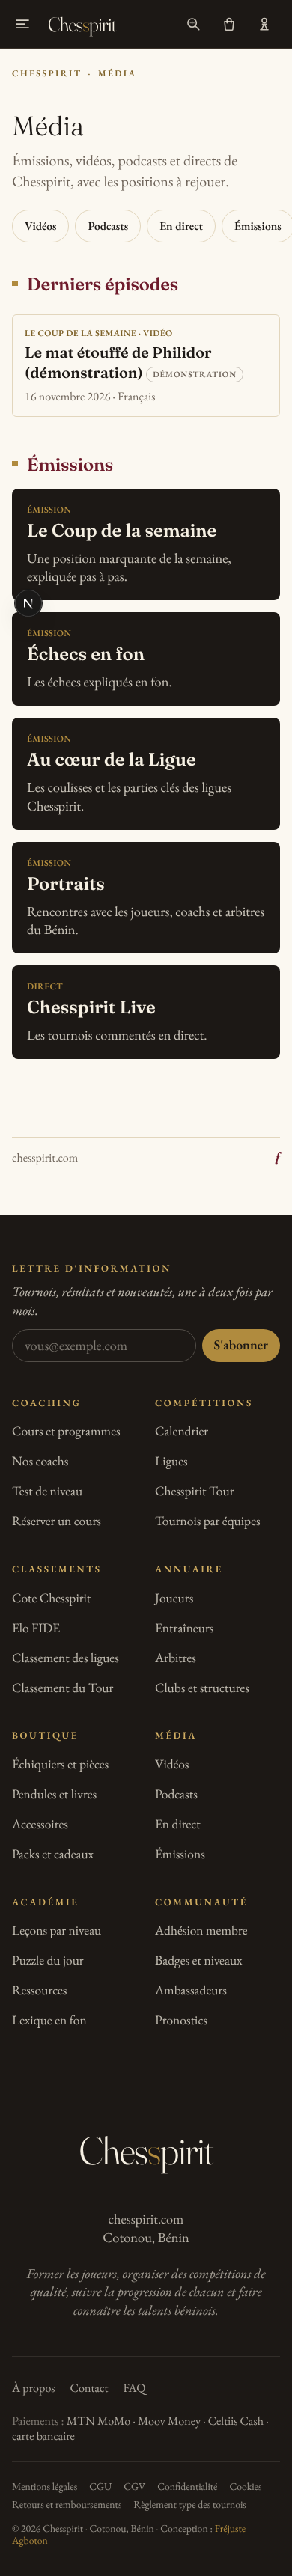 Chesspirit
CHESSPIRIT · MÉDIA
Média
Émissions, vidéos, podcasts et directs de
Chesspirit, avec les positions à rejouer.
Vidéos
Podcasts
En direct
Émissions
Derniers épisodes
LE COUP DE LA SEMAINE · VIDÉO
Le mat étouffé de Philidor
(démonstration) DÉMONSTRATION
16 novembre 2026 · Français
Émissions
ÉMISSION
Le Coup de la semaine
Une position marquante de la semaine,
expliquée pas à pas.
N
ÉMISSION
Échecs en fon
Les échecs expliqués en fon.
ÉMISSION
Au cœur de la Ligue
Les coulisses et les parties clés des ligues
Chesspirit.
ÉMISSION
Portraits
Rencontres avec les joueurs, coachs et arbitres
du Bénin.
DIRECT
Chesspirit Live
Les tournois commentés en direct.
chesspirit.com
f
LETTRE D'INFORMATION
Tournois, résultats et nouveautés, une à deux fois par
mois.
vous@exemple.com
S'abonner
COACHING
Cours et programmes
Nos coachs
Test de niveau
Réserver un cours
COMPÉTITIONS
Calendrier
Ligues
Chesspirit Tour
Tournois par équipes
CLASSEMENTS
Cote Chesspirit
Elo FIDE
Classement des ligues
Classement du Tour
ANNUAIRE
Joueurs
Entraîneurs
Arbitres
Clubs et structures
BOUTIQUE
Échiquiers et pièces
Pendules et livres
Accessoires
Packs et cadeaux
MÉDIA
Vidéos
Podcasts
En direct
Émissions
ACADÉMIE
Leçons par niveau
Puzzle du jour
Ressources
Lexique en fon
COMMUNAUTÉ
Adhésion membre
Badges et niveaux
Ambassadeurs
Pronostics
Chesspirit
chesspirit.com
Cotonou, Bénin
Former les joueurs, organiser des compétitions de
qualité, suivre la progression de chacun et faire
connaître les talents béninois.
À propos
Contact
FAQ
Paiements : MTN MoMo · Moov Money · Celtiis Cash ·
carte bancaire
Mentions légales
CGU
CGV
Confidentialité
Cookies
Retours et remboursements
Règlement type des tournois
© 2026 Chesspirit · Cotonou, Bénin · Conception : Fréjuste
Agboton